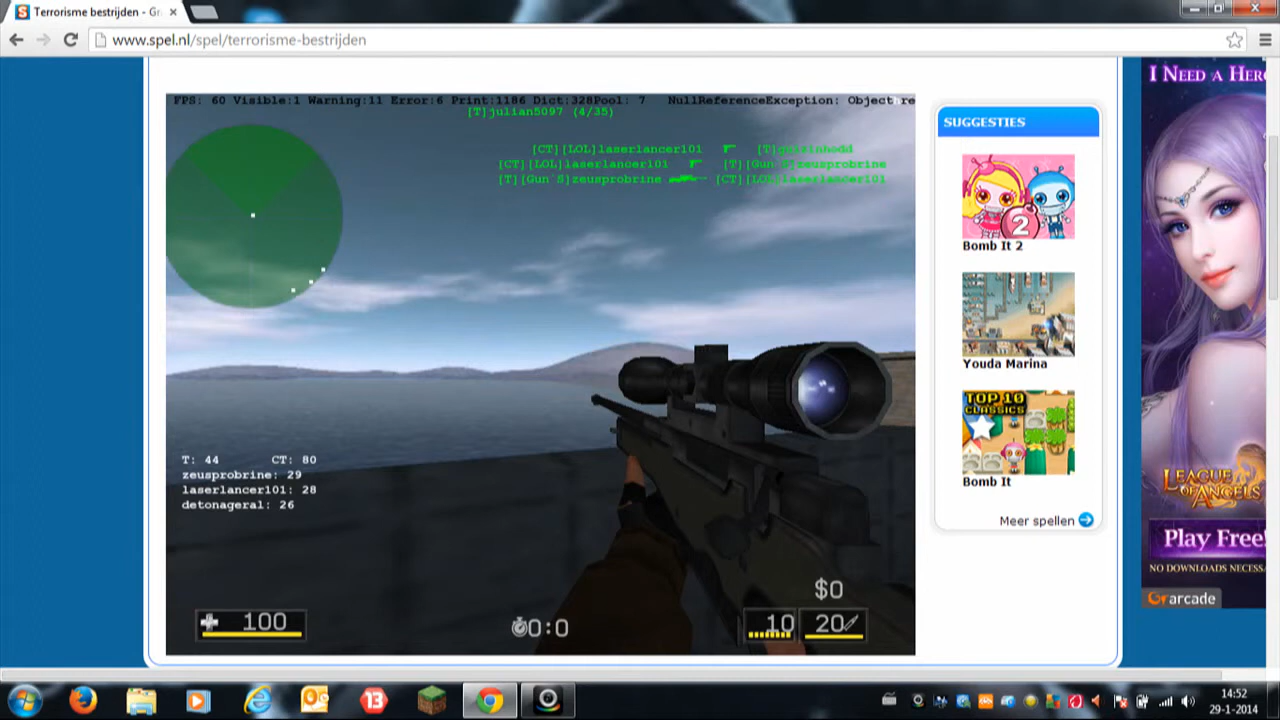 Terrorisme bestrijden - Gr
www.spel.nl/spel/terrorisme-bestrijden
FPS: 60 Visible:1 Warning:11 Error:6 Print:1186 Dict:328Pool: 7 NullReferenceException: Object re
[T]julian5097 (4/35)
[CT][LOL]laserlancer101 [T]
[CT][LOL]laserlancer101 [T][Gun S]zeusprobrine
[T][Gun S]zeusprobrine [CT][LOL]laserlancer101
T: 44 CT: 80
zeusprobrine: 29
laserlancer101: 28
detonageral: 26
100
0:0
$0
10
20
SUGGESTIES
2
Bomb It 2
Youda Marina
TOP 10
CLASSICS
Bomb It
Meer spellen
I NEED A HER
LEAGUE
OF ANGELS
Play Free!
NO DOWNLOADS NECESSA
arcade
13
14:52
29-1-2014